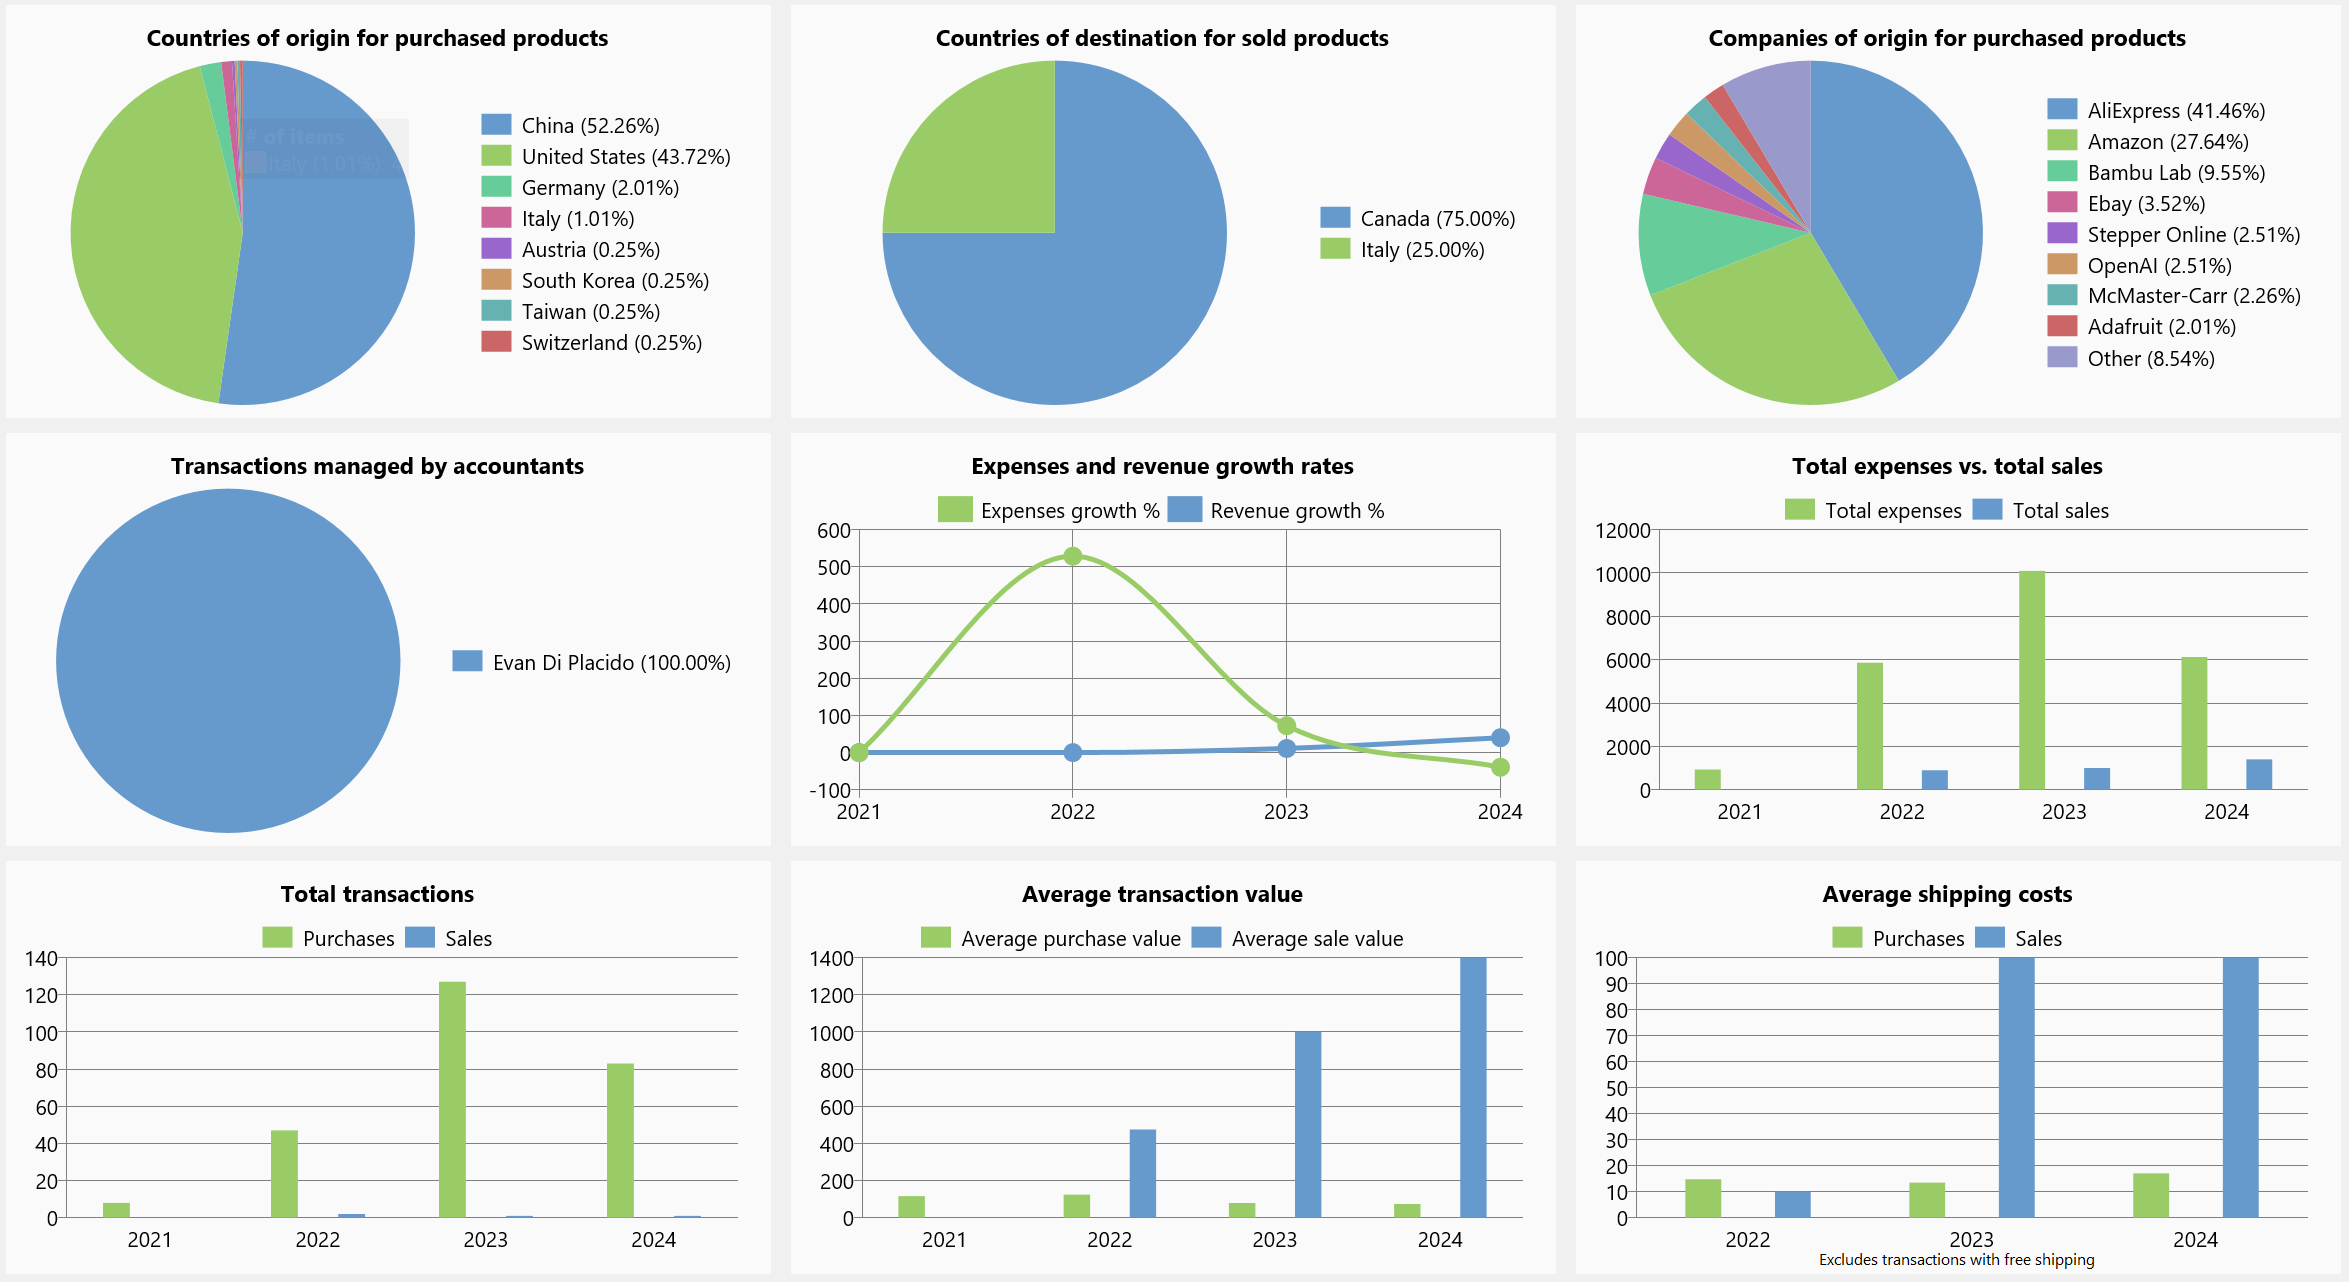 Countries of origin for purchased products
# of items
Italy (1.01%):
China (52.26%)
United States (43.72%)
Germany (2.01%)
Italy (1.01%)
Austria (0.25%)
South Korea (0.25%)
Taiwan (0.25%)
Switzerland (0.25%)
Countries of destination for sold products
Canada (75.00%)
Italy (25.00%)
Companies of origin for purchased products
AliExpress (41.46%)
Amazon (27.64%)
Bambu Lab (9.55%)
Ebay (3.52%)
Stepper Online (2.51%)
OpenAI (2.51%)
McMaster-Carr (2.26%)
Adafruit (2.01%)
Other (8.54%)
Transactions managed by accountants
Evan Di Placido (100.00%)
Expenses and revenue growth rates
Expenses growth % Revenue growth %
600
500
400
300
200
100
0
-100
2021 2022 2023 2024
Total expenses vs. total sales
Total expenses Total sales
12000
10000
8000
6000
4000
2000
0
2021 2022 2023 2024
Total transactions
Purchases Sales
140
120
100
80
60
40
20
0
2021 2022 2023 2024
Average transaction value
Average purchase value Average sale value
1400
1200
1000
800
600
400
200
0
2021 2022 2023 2024
Average shipping costs
Purchases Sales
100
90
80
70
60
50
40
30
20
10
0
2022 2023 2024
Excludes transactions with free shipping